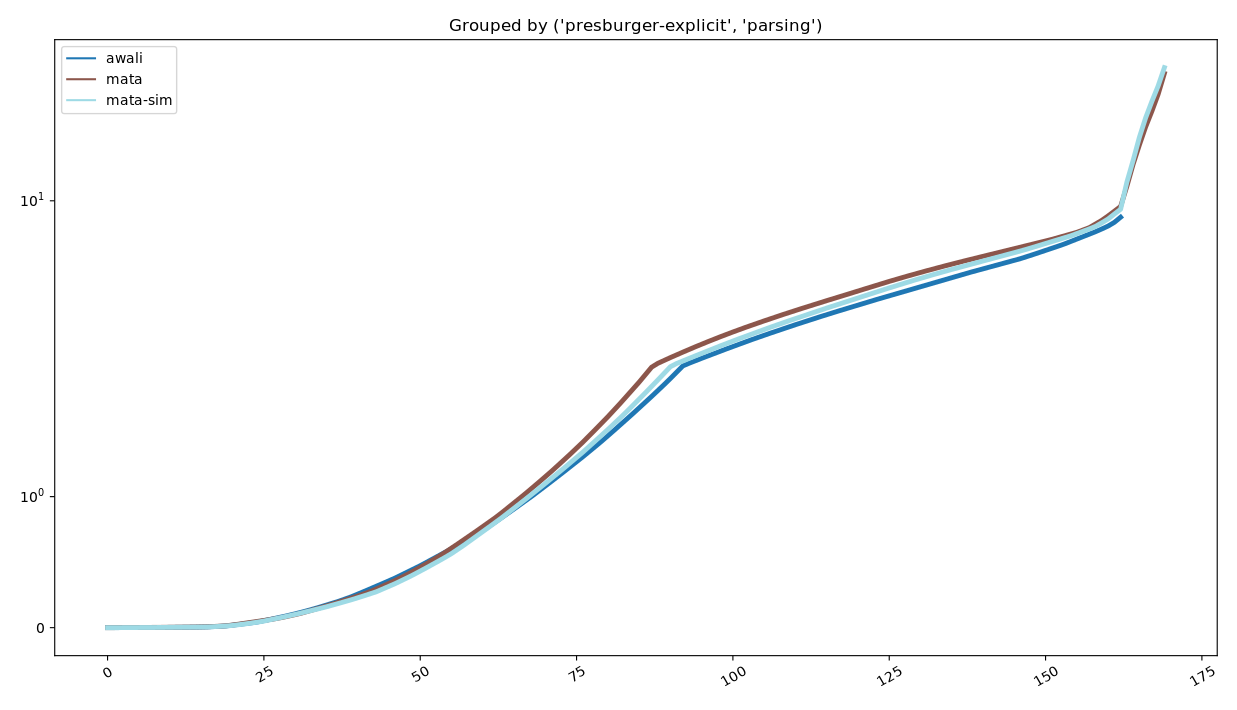 Grouped by ('presburger-explicit', 'parsing')
awali
mata
mata-sim
10¹
10⁰
0
0
25
50
75
100
125
150
175